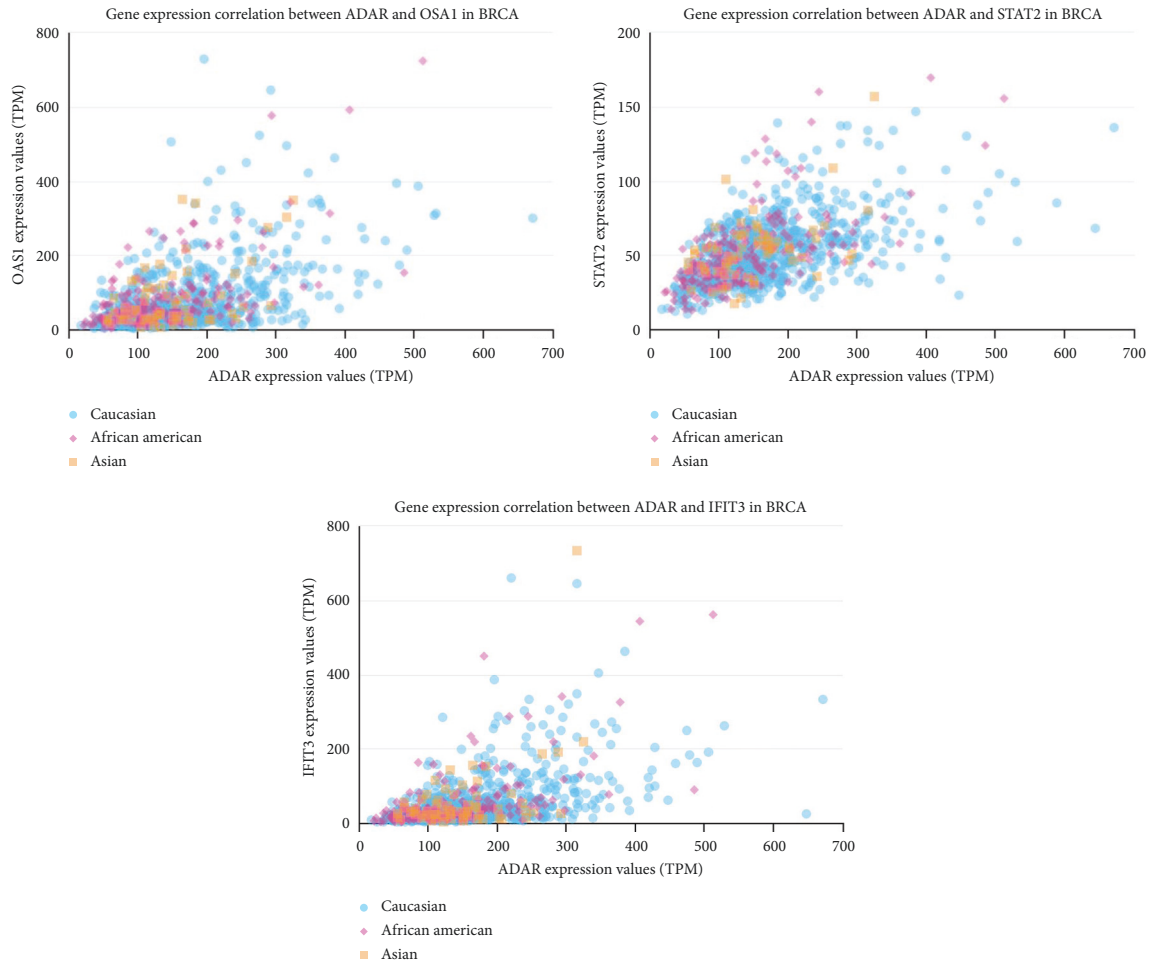 Gene expression correlation between ADAR and OSA1 in BRCA
800
600
400
200
0
OAS1 expression values (TPM)
0 100 200 300 400 500 600 700
ADAR expression values (TPM)
Caucasian
African american
Asian
Gene expression correlation between ADAR and STAT2 in BRCA
200
150
100
50
0
STAT2 expression values (TPM)
0 100 200 300 400 500 600 700
ADAR expression values (TPM)
Caucasian
African american
Asian
Gene expression correlation between ADAR and IFIT3 in BRCA
800
600
400
200
0
IFIT3 expression values (TPM)
0 100 200 300 400 500 600 700
ADAR expression values (TPM)
Caucasian
African american
Asian